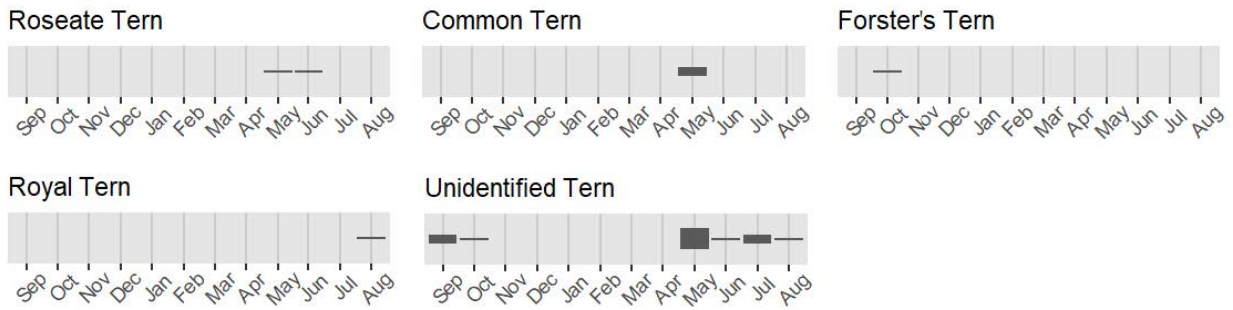 Roseate Tern
Sep Oct Nov Dec Jan Feb Mar Apr May Jun Jul Aug
Common Tern
Sep Oct Nov Dec Jan Feb Mar Apr May Jun Jul Aug
Forster's Tern
Sep Oct Nov Dec Jan Feb Mar Apr May Jun Jul Aug
Royal Tern
Sep Oct Nov Dec Jan Feb Mar Apr May Jun Jul Aug
Unidentified Tern
Sep Oct Nov Dec Jan Feb Mar Apr May Jun Jul Aug